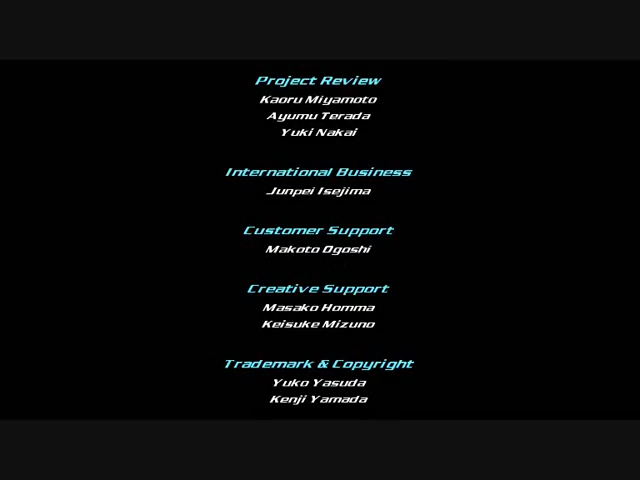 Project Review
Kaoru Miyamoto
Ayumu Terada
Yuki Nakai
International Business
Junpei Isejima
Customer Support
Makoto Ogoshi
Creative Support
Masako Homma
Keisuke Mizuno
Trademark & Copyright
Yuko Yasuda
Kenji Yamada